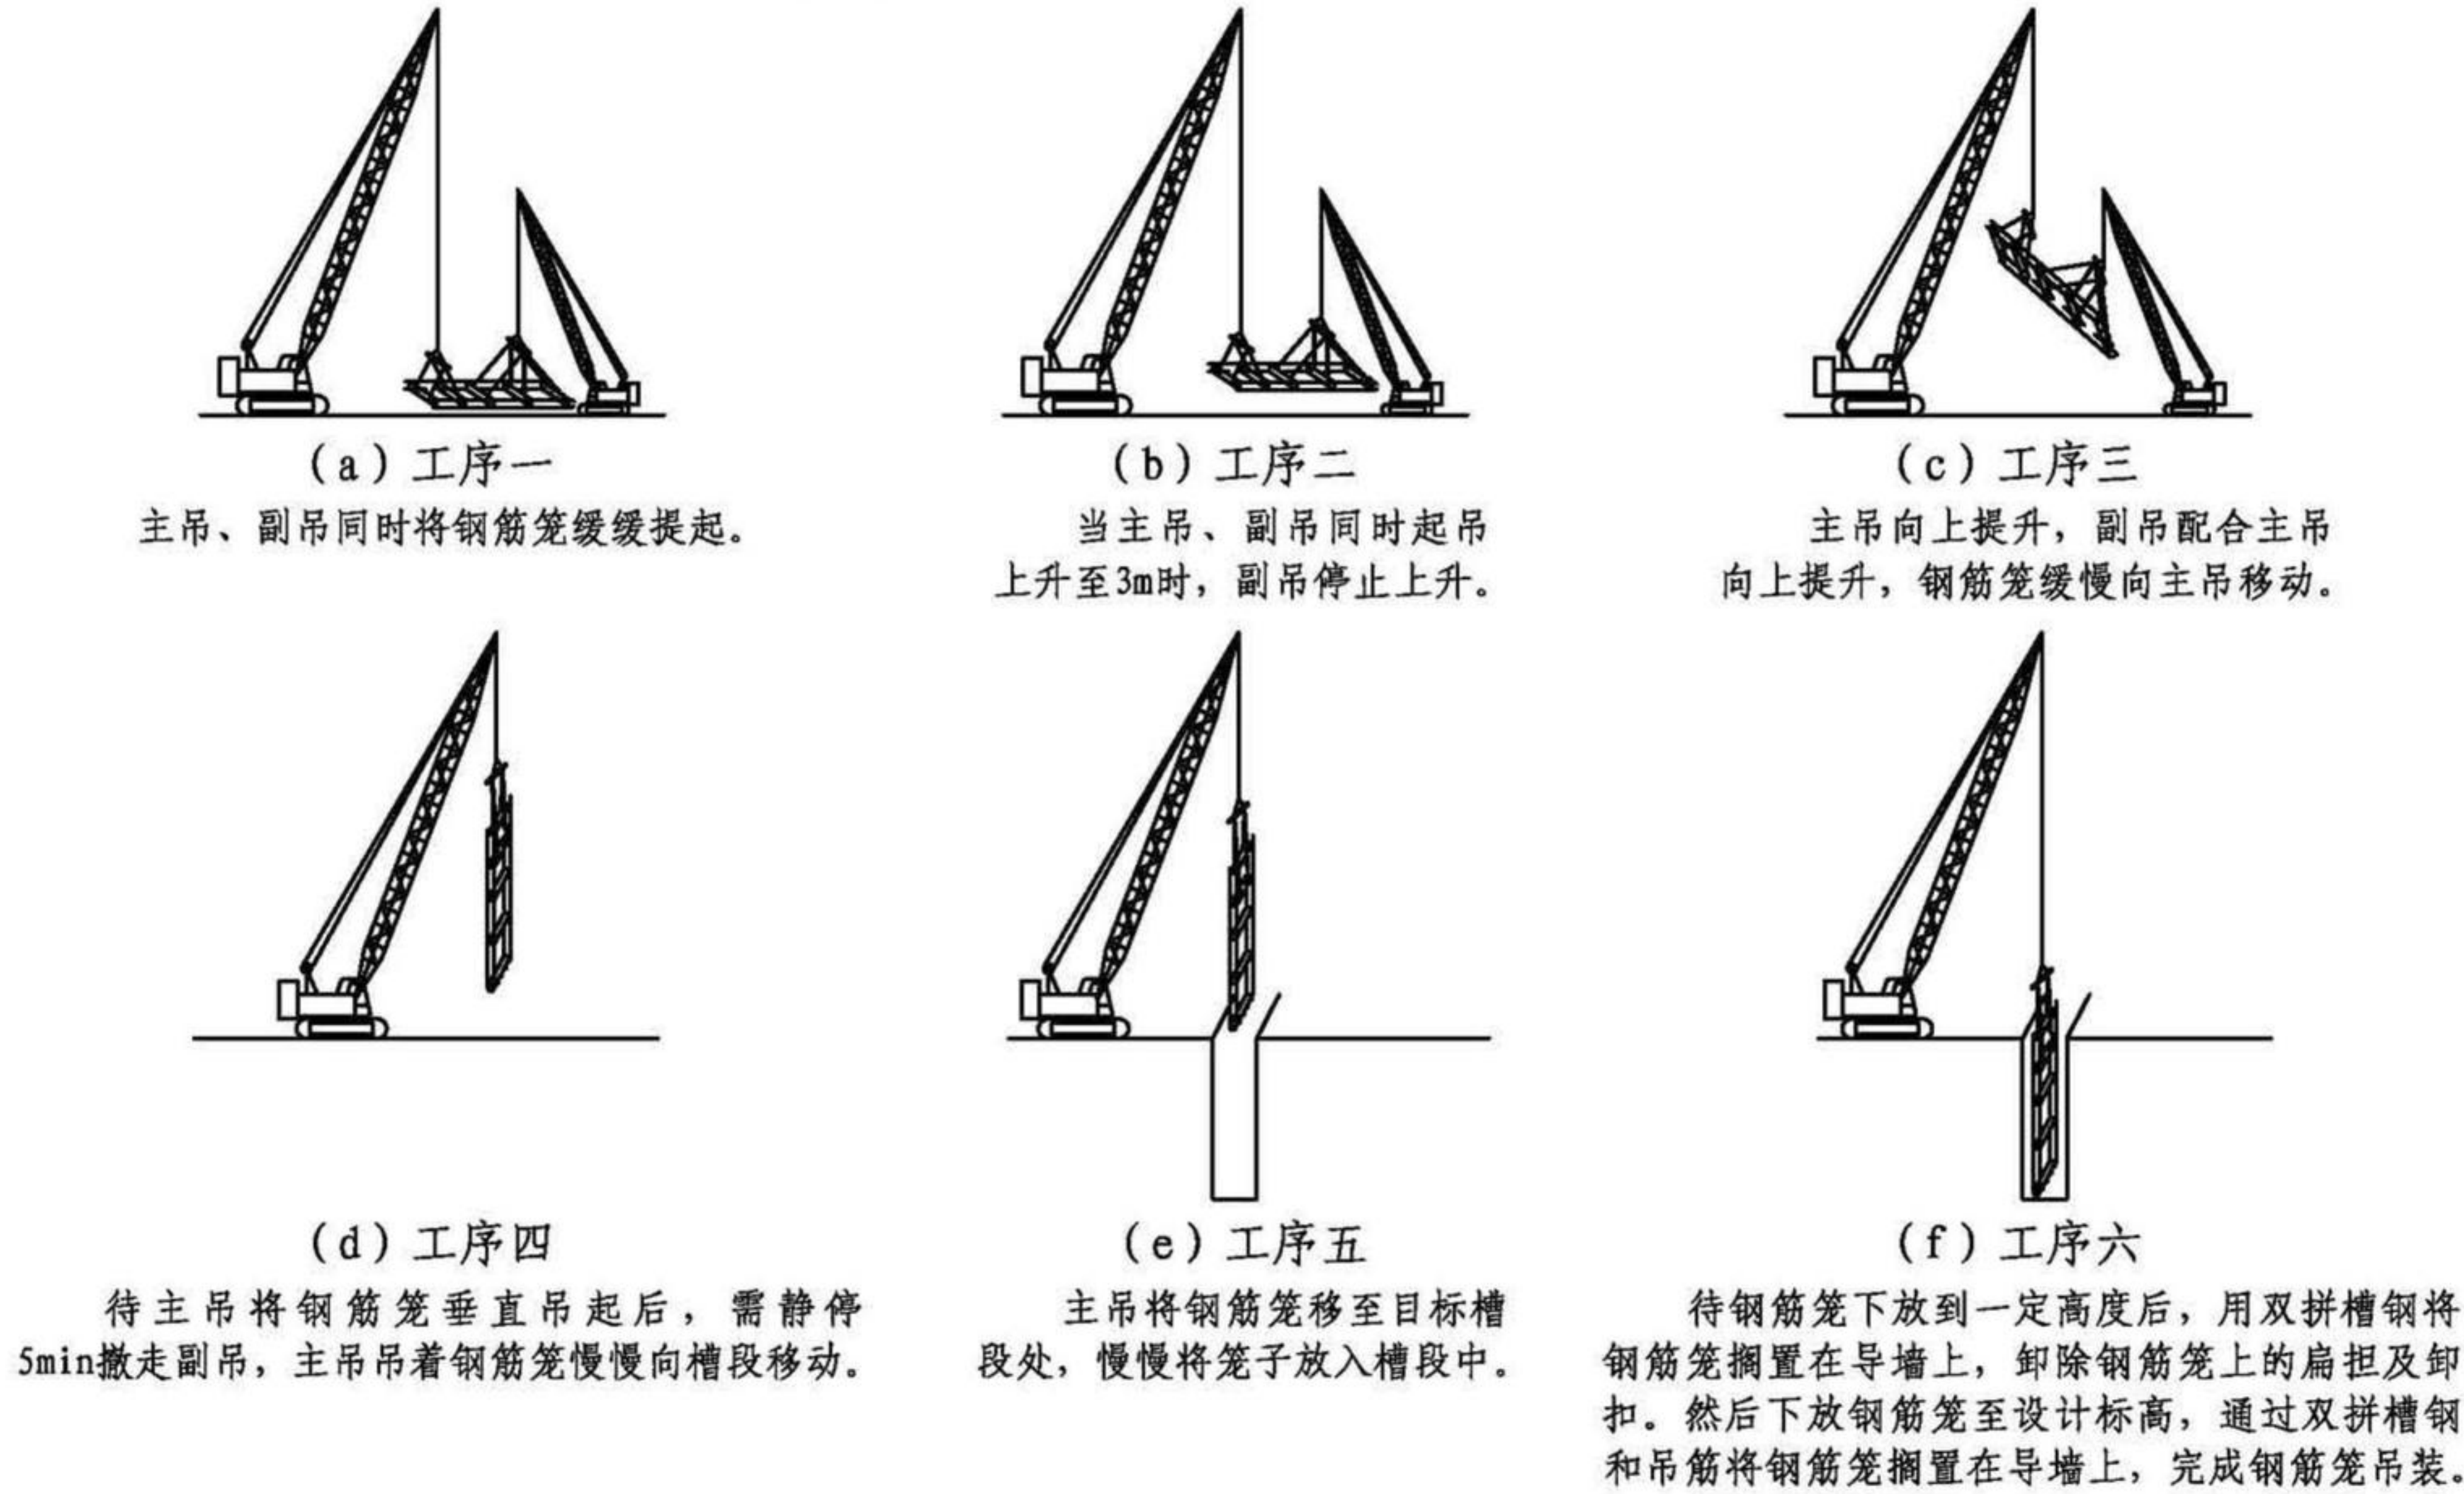 (a)工序一
主吊、副吊同时将钢筋笼缓缓提起。
(b)工序二
当主吊、副吊同时起吊
上升至3m时，副吊停止上升。
(c)工序三
主吊向上提升，副吊配合主吊
向上提升，钢筋笼缓慢向主吊移动。
(d)工序四
待主吊将钢筋笼垂直吊起后，需静停
5min撤走副吊，主吊吊着钢筋笼慢慢向槽段移动。
(e)工序五
主吊将钢筋笼移至目标槽
段处，慢慢将笼子放入槽段中。
(f)工序六
待钢筋笼下放到一定高度后，用双拼槽钢将
钢筋笼搁置在导墙上，卸除钢筋笼上的扁担及卸
扣。然后下放钢筋笼至设计标高，通过双拼槽钢
和吊筋将钢筋笼搁置在导墙上，完成钢筋笼吊装。